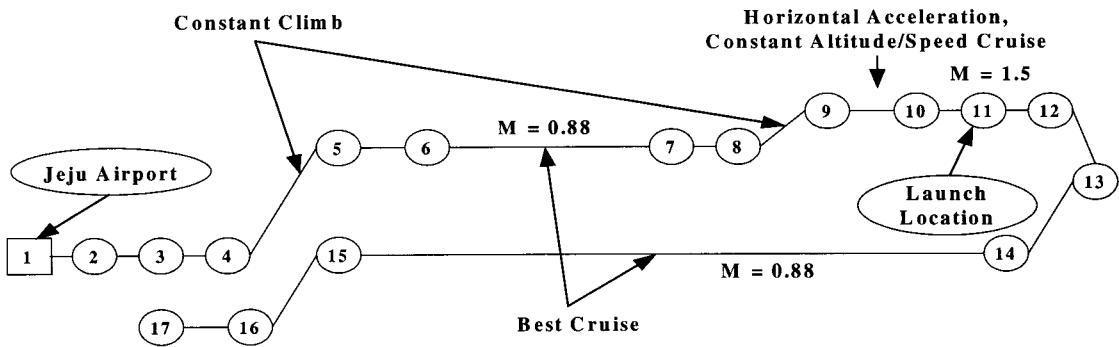 Constant Climb
Horizontal Acceleration,
Constant Altitude/Speed Cruise
M = 1.5
9
10
11
12
M = 0.88
5
6
7
8
Jeju Airport
13
Launch
Location
1
2
3
4
15
14
M = 0.88
17
16
Best Cruise